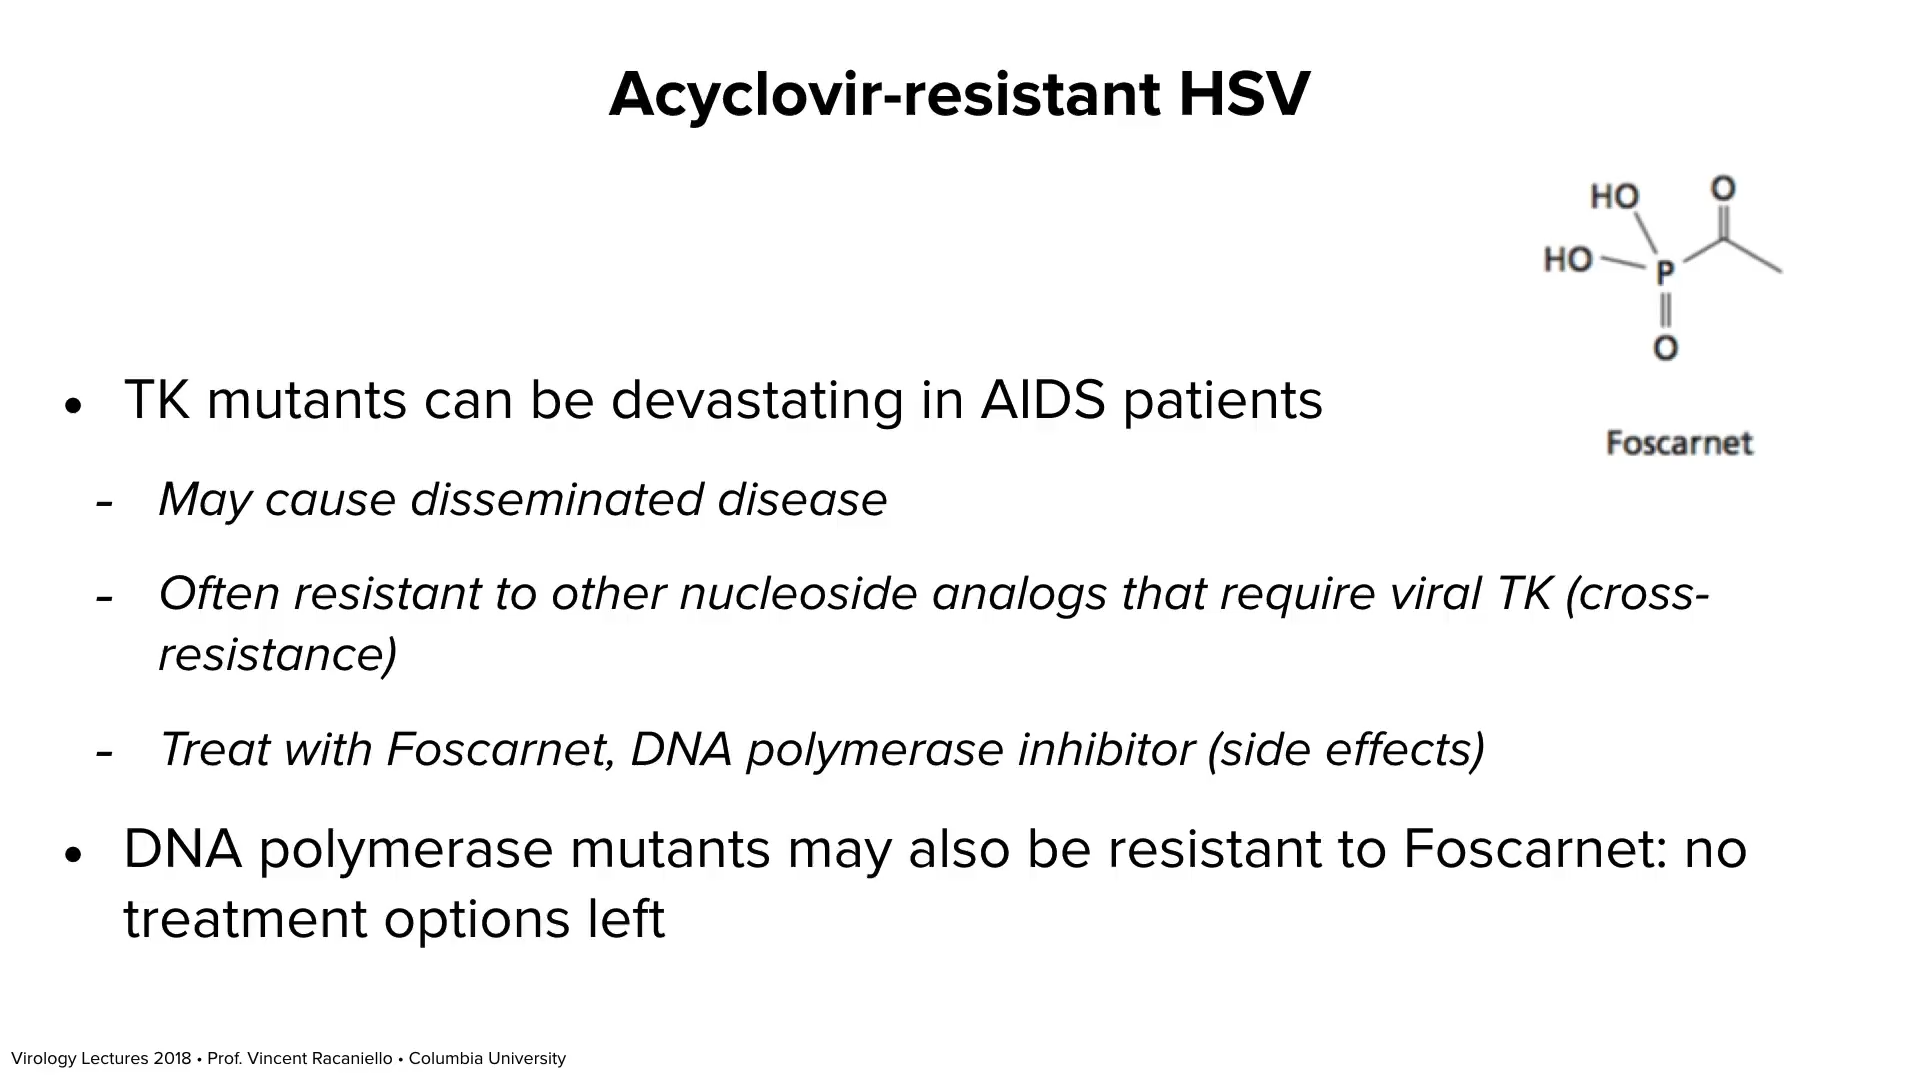 Acyclovir-resistant HSV
HO
O
HO
P
O
Foscarnet
• TK mutants can be devastating in AIDS patients
- May cause disseminated disease
- Often resistant to other nucleoside analogs that require viral TK (cross-
resistance)
- Treat with Foscarnet, DNA polymerase inhibitor (side effects)
• DNA polymerase mutants may also be resistant to Foscarnet: no
treatment options left
Virology Lectures 2018 • Prof. Vincent Racaniello • Columbia University